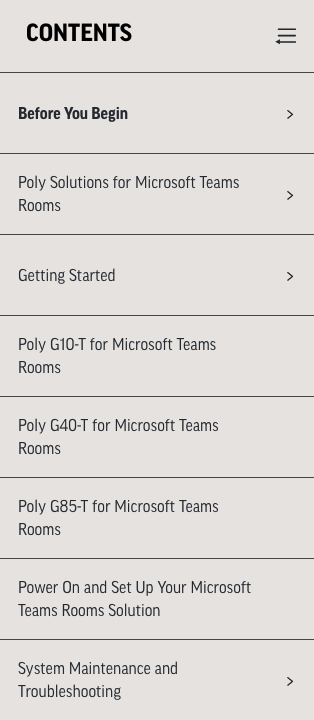 CONTENTS
Before You Begin
Poly Solutions for Microsoft Teams
Rooms
Getting Started
Poly G10-T for Microsoft Teams
Rooms
Poly G40-T for Microsoft Teams
Rooms
Poly G85-T for Microsoft Teams
Rooms
Power On and Set Up Your Microsoft
Teams Rooms Solution
System Maintenance and
Troubleshooting